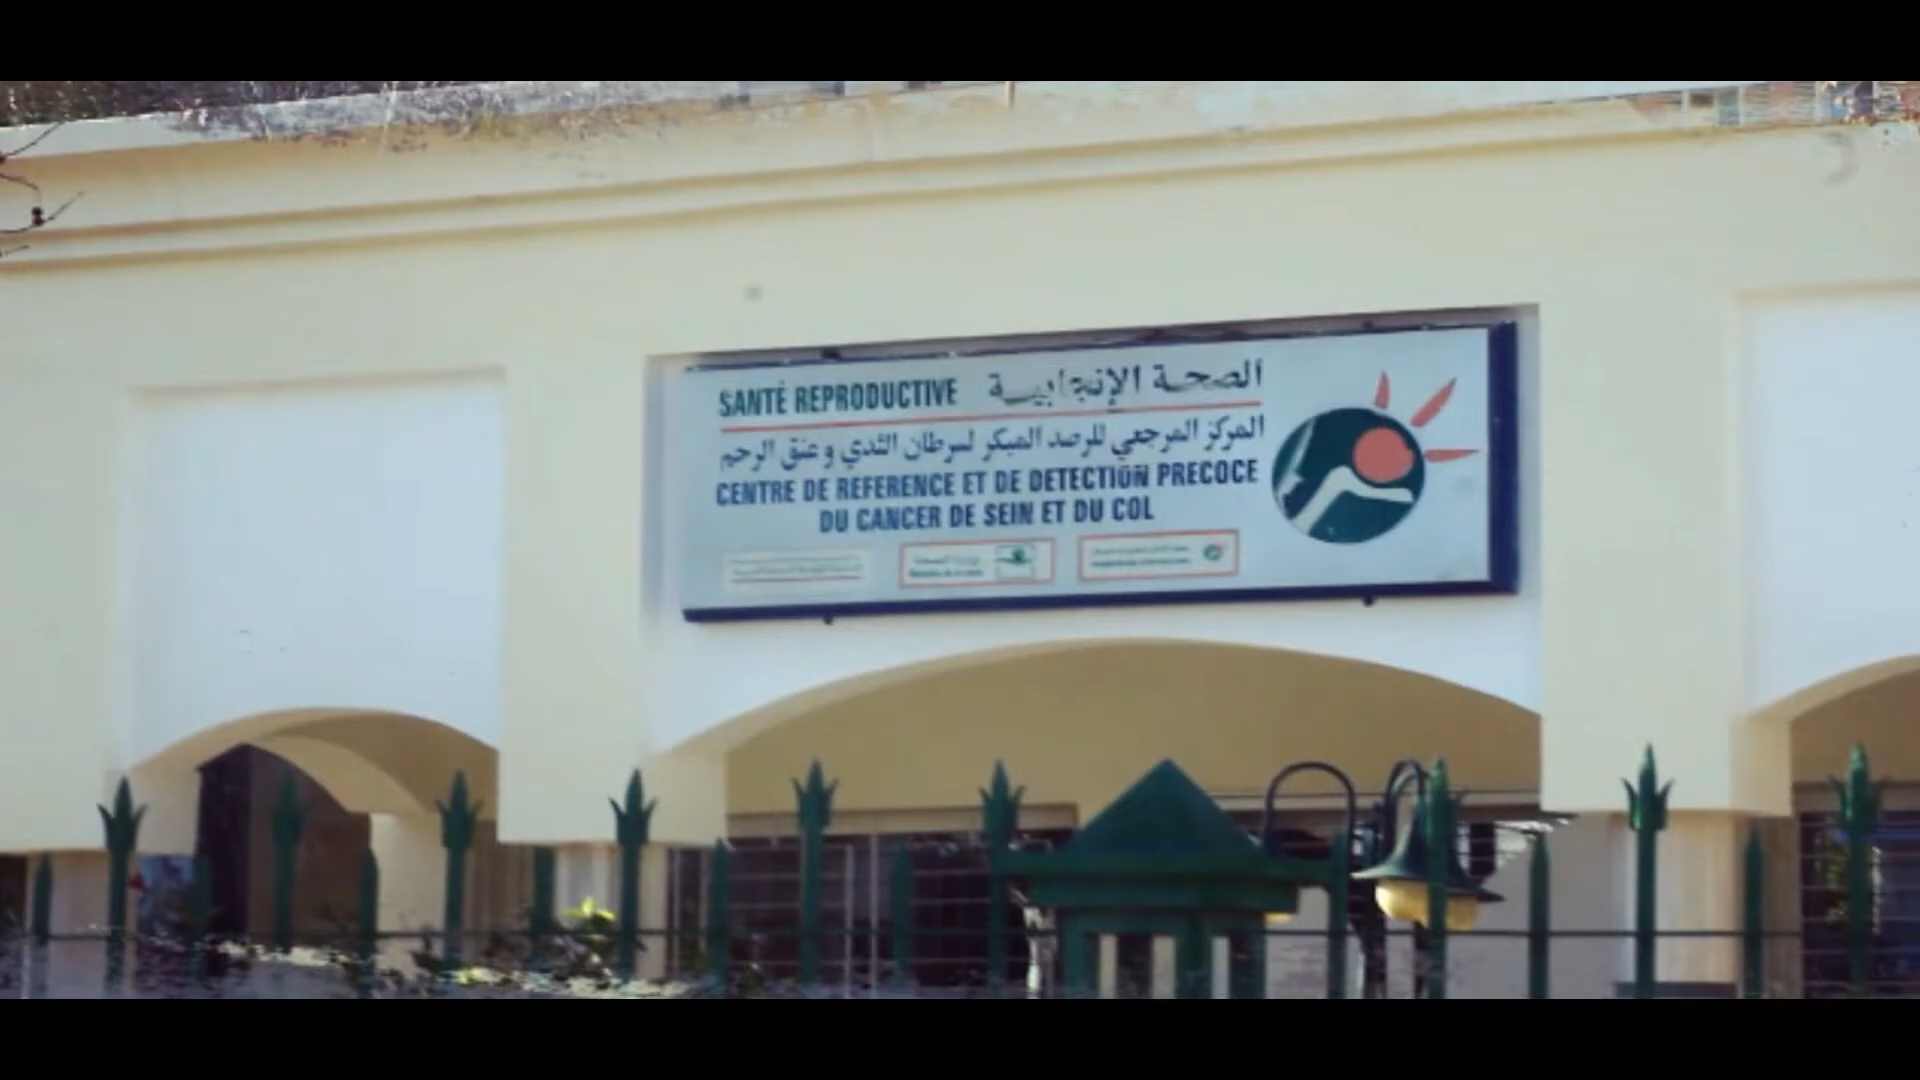 SANTÉ REPRODUCTIVE الصحة الإنجابية
المركز المرجعي للرصد المبكر لسرطان الثدي و عنق الرحم
CENTRE DE REFERENCE ET DE DETECTION PRECOCE
DU CANCER DE SEIN ET DU COL